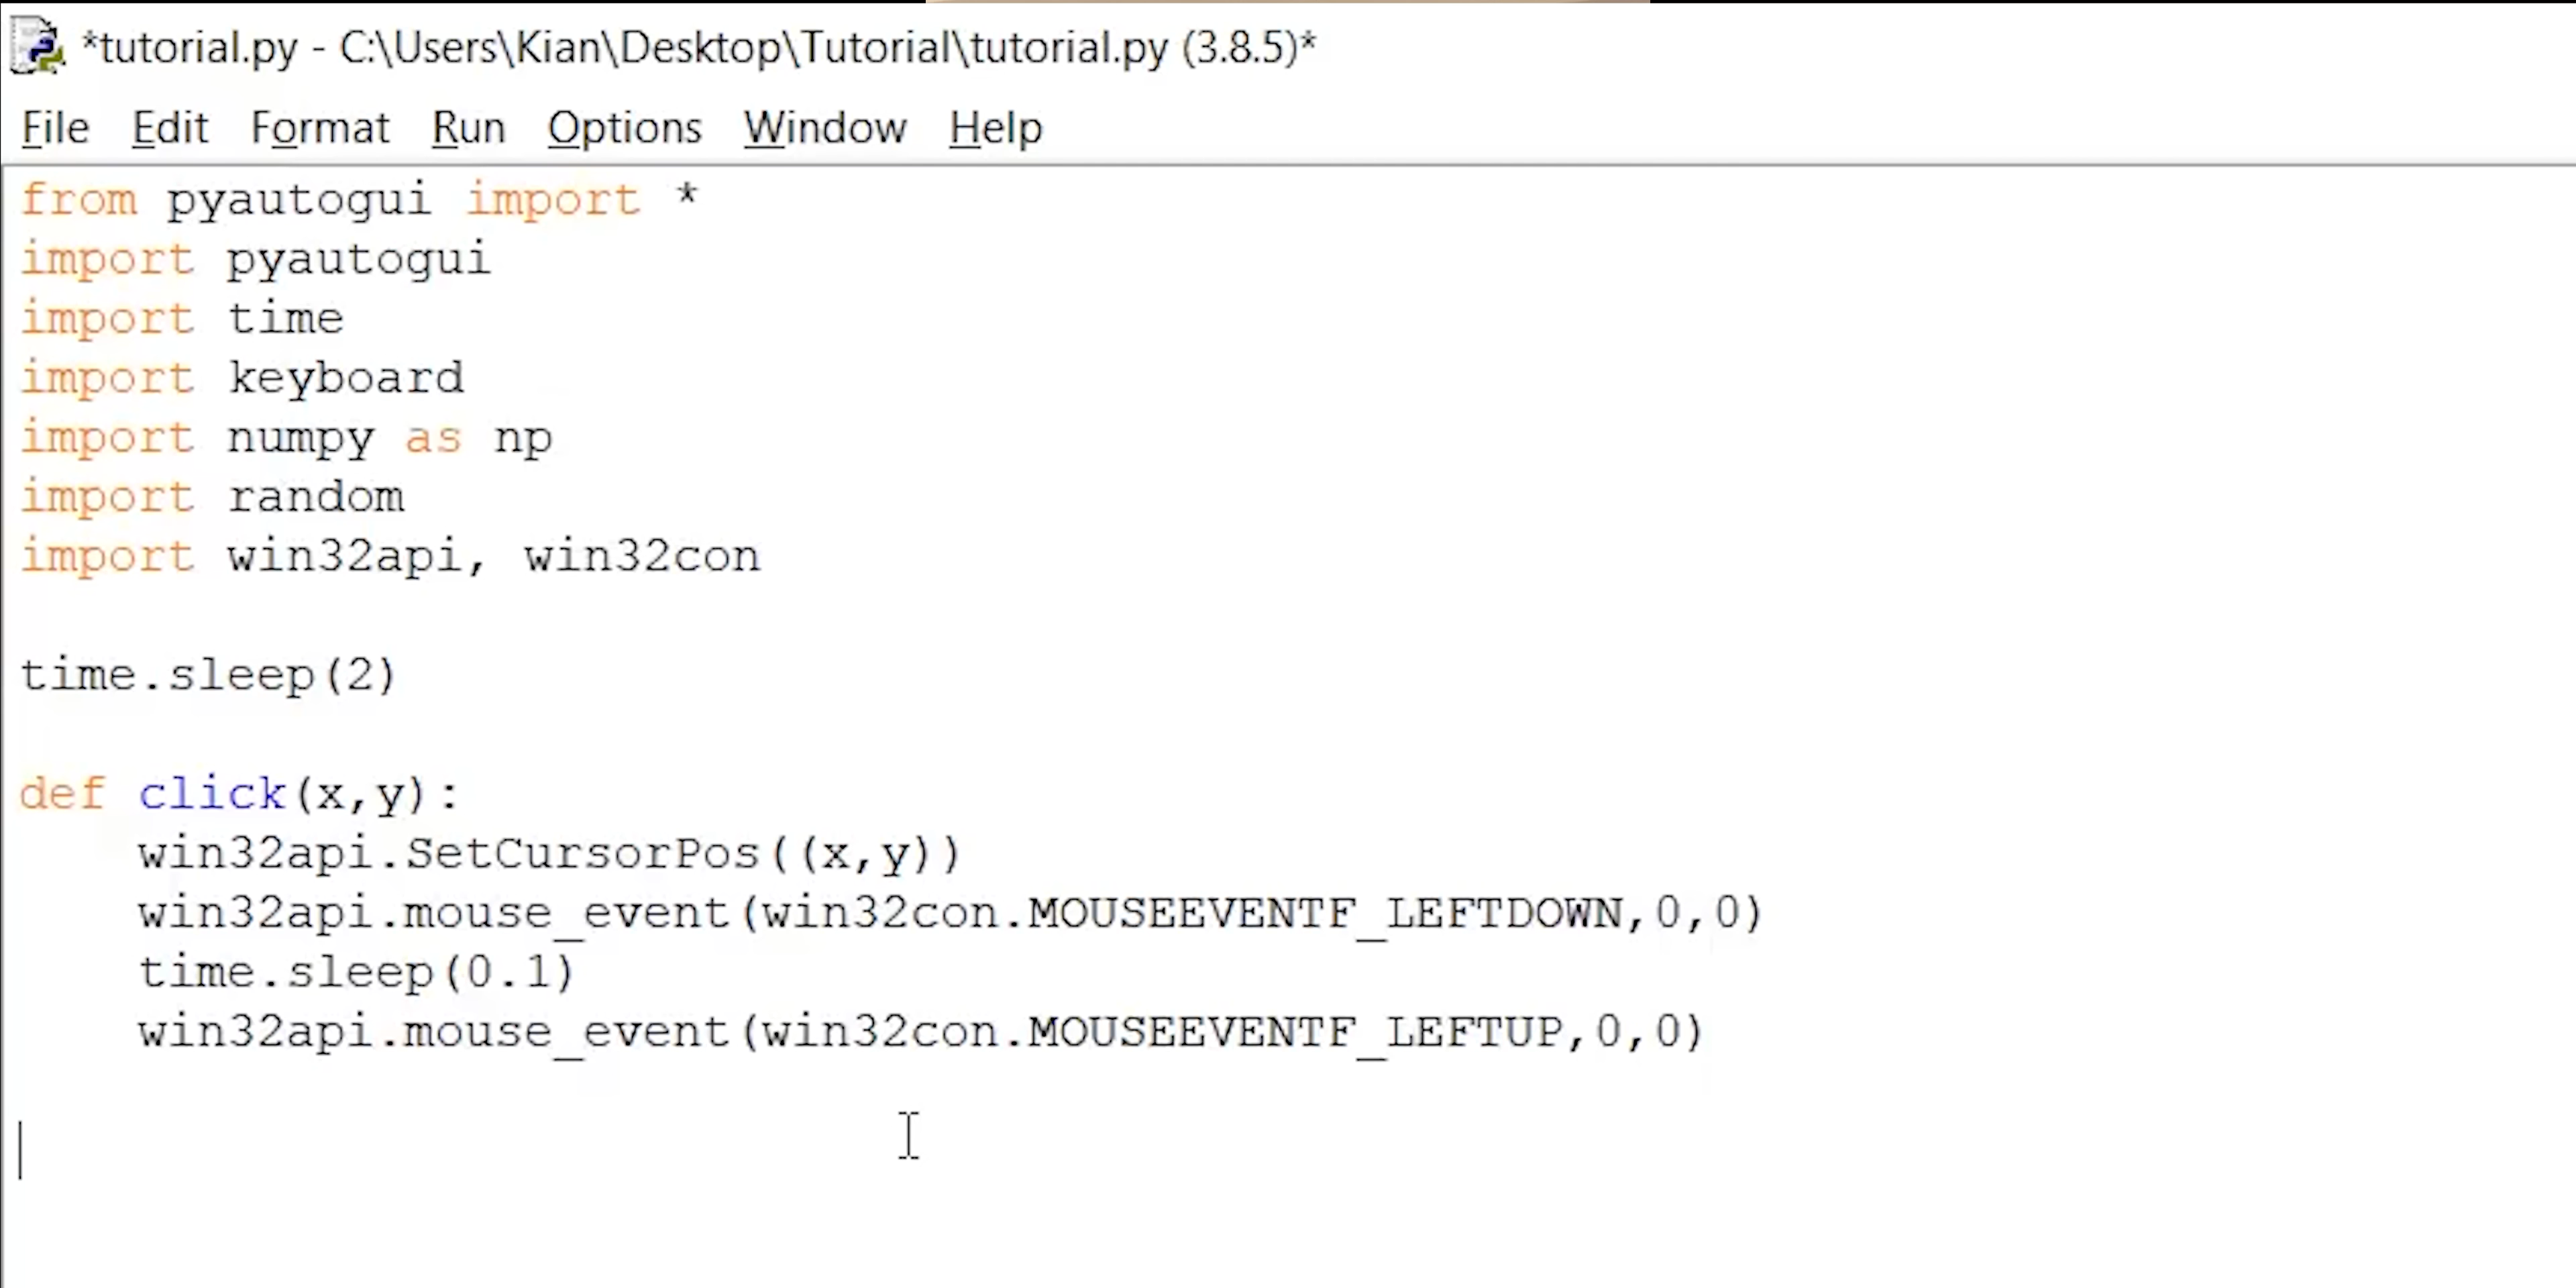 *tutorial.py - C:\Users\Kian\Desktop\Tutorial\tutorial.py (3.8.5)*
File Edit Format Run Options Window Help
from pyautogui import *
import pyautogui
import time
import keyboard
import numpy as np
import random
import win32api, win32con
time.sleep(2)
def click(x,y):
    win32api.SetCursorPos((x,y))
    win32api.mouse_event(win32con.MOUSEEVENTF_LEFTDOWN,0,0)
    time.sleep(0.1)
    win32api.mouse_event(win32con.MOUSEEVENTF_LEFTUP,0,0)